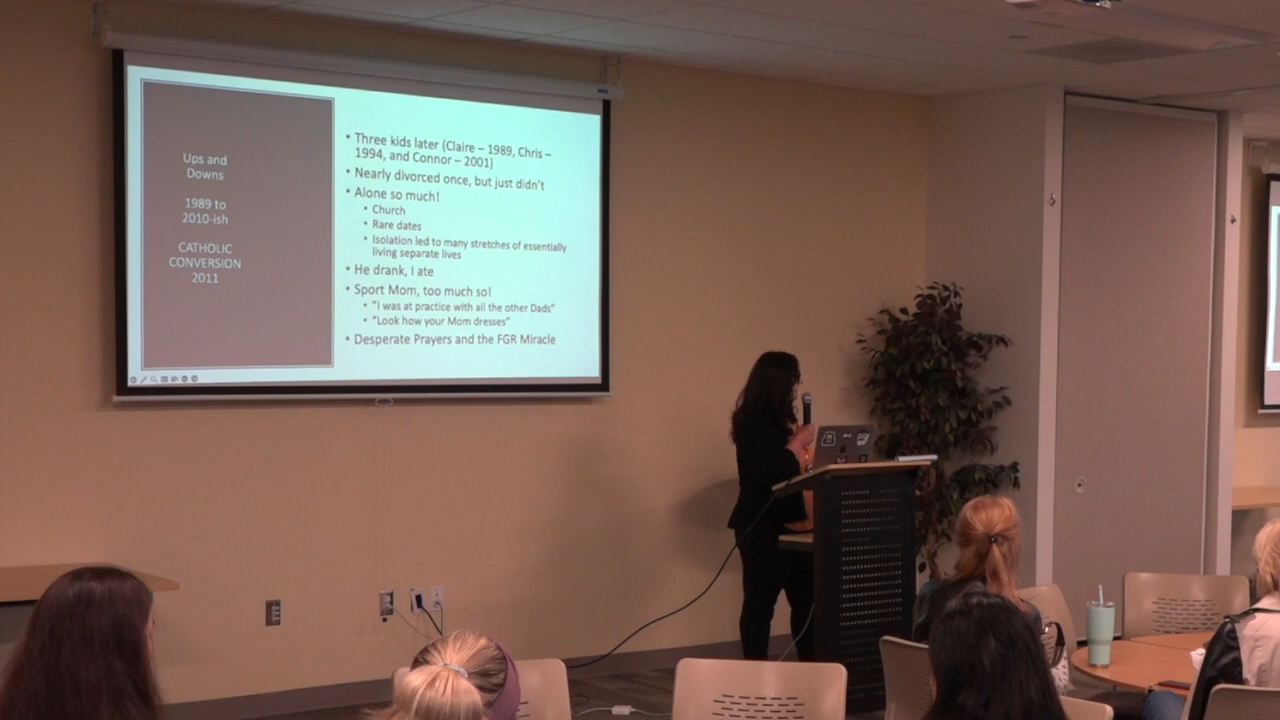 Ups and
Downs
1989 to
2010-ish
CATHOLIC
CONVERSION
2011
• Three kids later (Claire – 1989, Chris –
1994, and Connor – 2001)
• Nearly divorced once, but just didn't
• Alone so much!
• Church
• Rare dates
• Isolation led to many stretches of essentially
living separate lives
• He drank, I ate
• Sport Mom, too much so!
• "I was at practice with all the other Dads"
• "Look how your Mom dresses"
• Desperate Prayers and the FGR Miracle